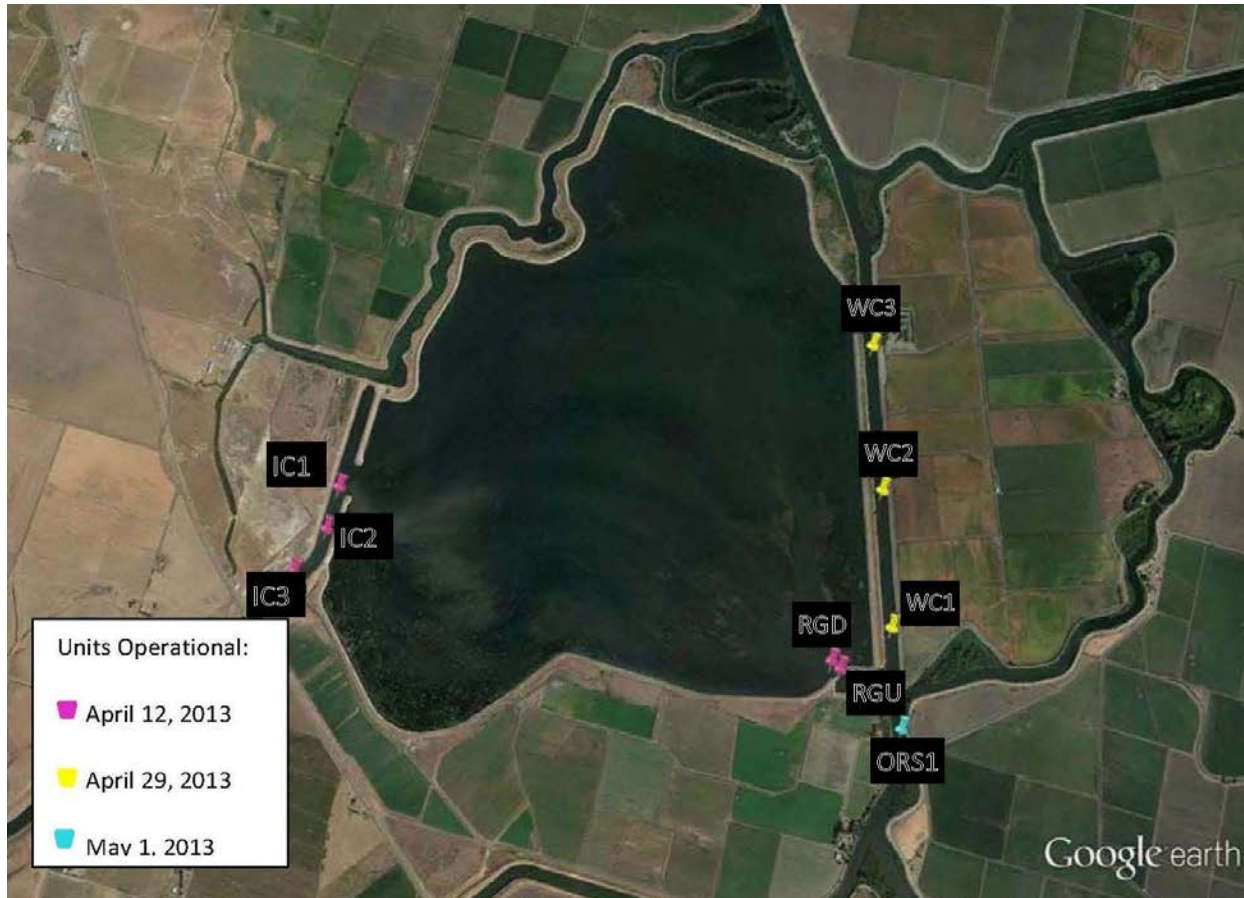 WC3
WC2
IC1
IC2
IC3
WC1
RGD
RGU
ORS1
Units Operational:
April 12, 2013
April 29, 2013
May 1, 2013
Google earth